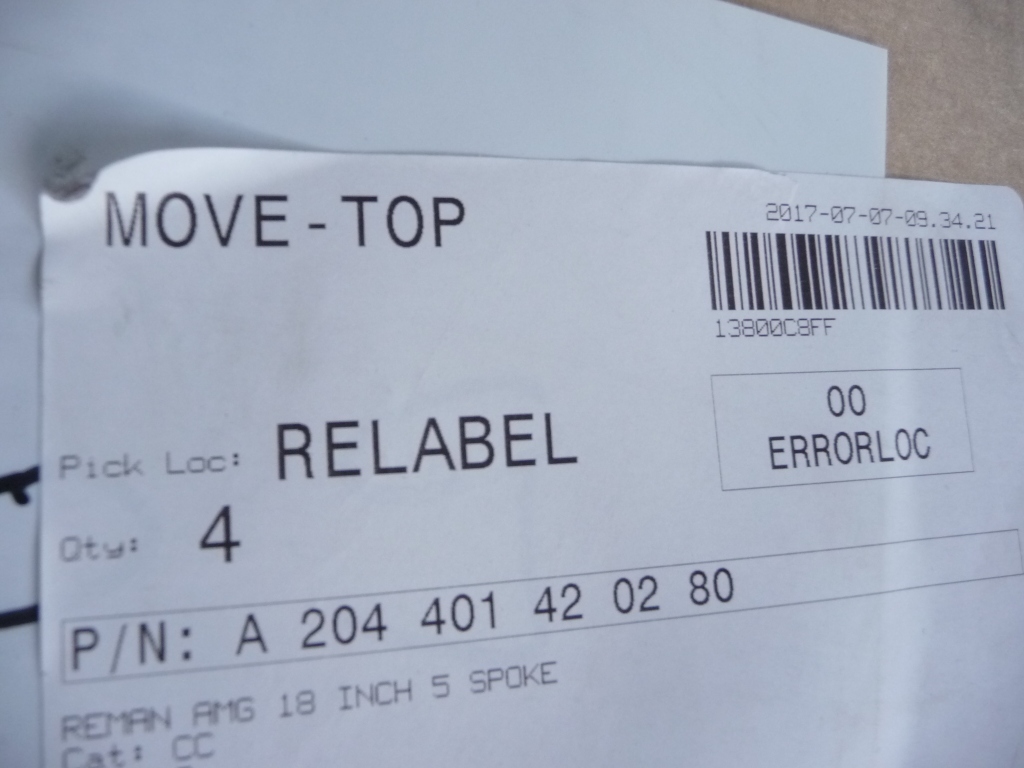 MOVE - TOP
2017-07-07-09.34.21
13800C8FF
00
ERRORLOC
Pick Loc: RELABEL
Qty: 4
P/N: A 204 401 42 02 80
REMAN AMG 18 INCH 5 SPOKE
Cat: CC